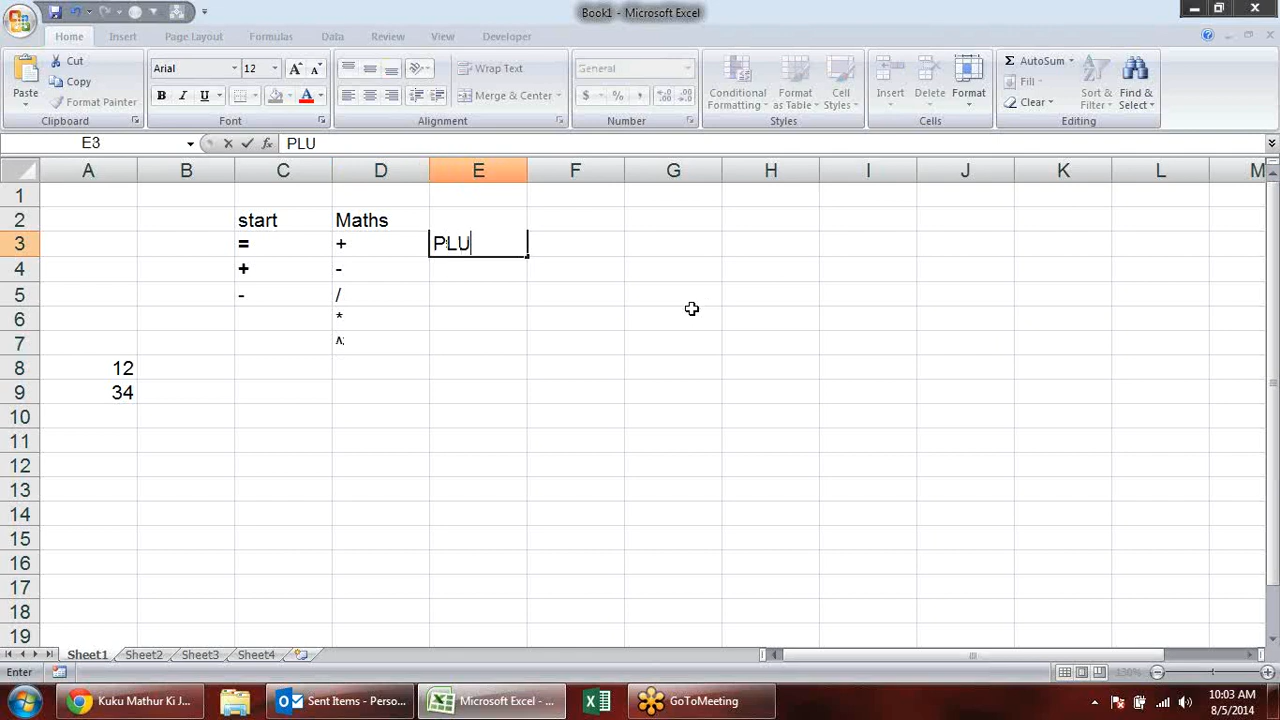 Book1 - Microsoft Excel
Home Insert Page Layout Formulas Data Review View Developer
Paste Cut Copy Format Painter Clipboard
Arial 12 A A B I U A Font
Wrap Text Merge & Center Alignment
General $ % , Number
Conditional Formatting Format as Table Cell Styles Styles
Insert Delete Format Cells
Σ AutoSum Fill Clear Sort & Filter Find & Select Editing
E3 fx PLU
A B C D E F G H I J K L M
1
2 start Maths
3 = + PLU
4 + -
5 - /
6 *
7 ^
8 12
9 34
10
11
12
13
14
15
16
17
18
19
Sheet1 Sheet2 Sheet3 Sheet4
Enter 130%
Kuku Mathur Ki J... Sent Items - Perso... Microsoft Excel - ... GoToMeeting
10:03 AM
8/5/2014